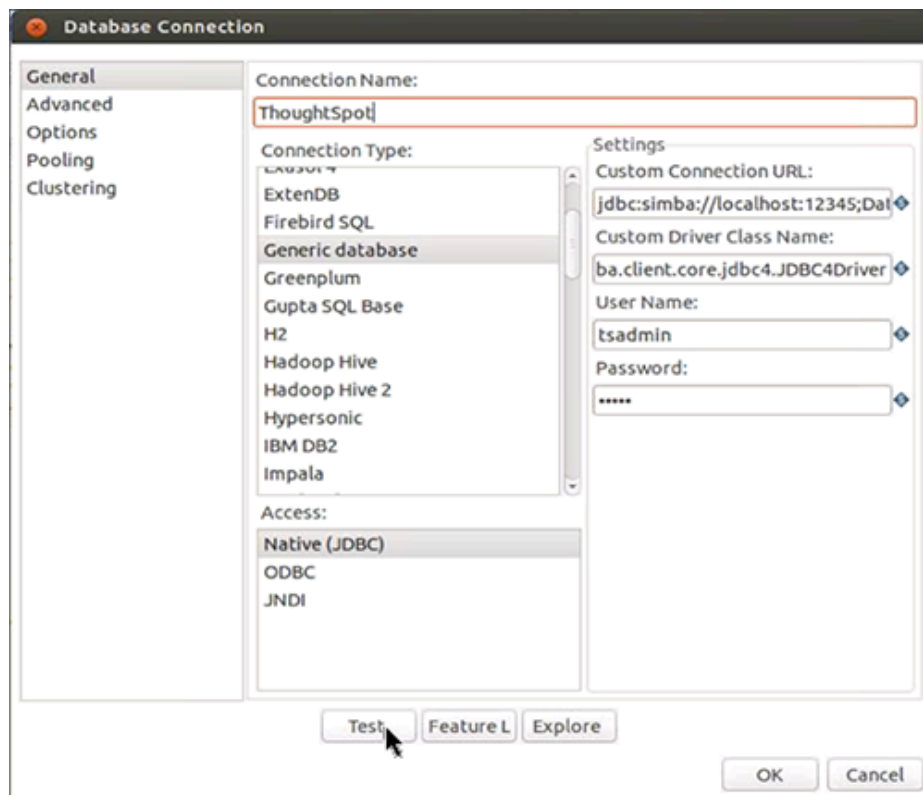 Database Connection
General
Advanced
Options
Pooling
Clustering
Connection Name:
ThoughtSpot
Connection Type:
ExtenDB
Firebird SQL
Generic database
Greenplum
Gupta SQL Base
H2
Hadoop Hive
Hadoop Hive 2
Hypersonic
IBM DB2
Impala
Access:
Native (JDBC)
ODBC
JNDI
Settings
Custom Connection URL:
jdbc:simba://localhost:12345;Dat
Custom Driver Class Name:
ba.client.core.jdbc4.JDBC4Driver
User Name:
tsadmin
Password:
•••••
Test
Feature L
Explore
OK
Cancel